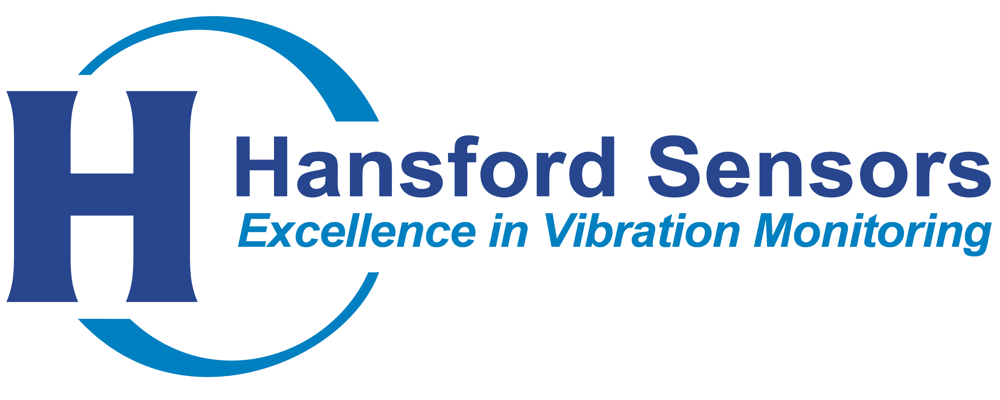 H
Hansford Sensors
Excellence in Vibration Monitoring